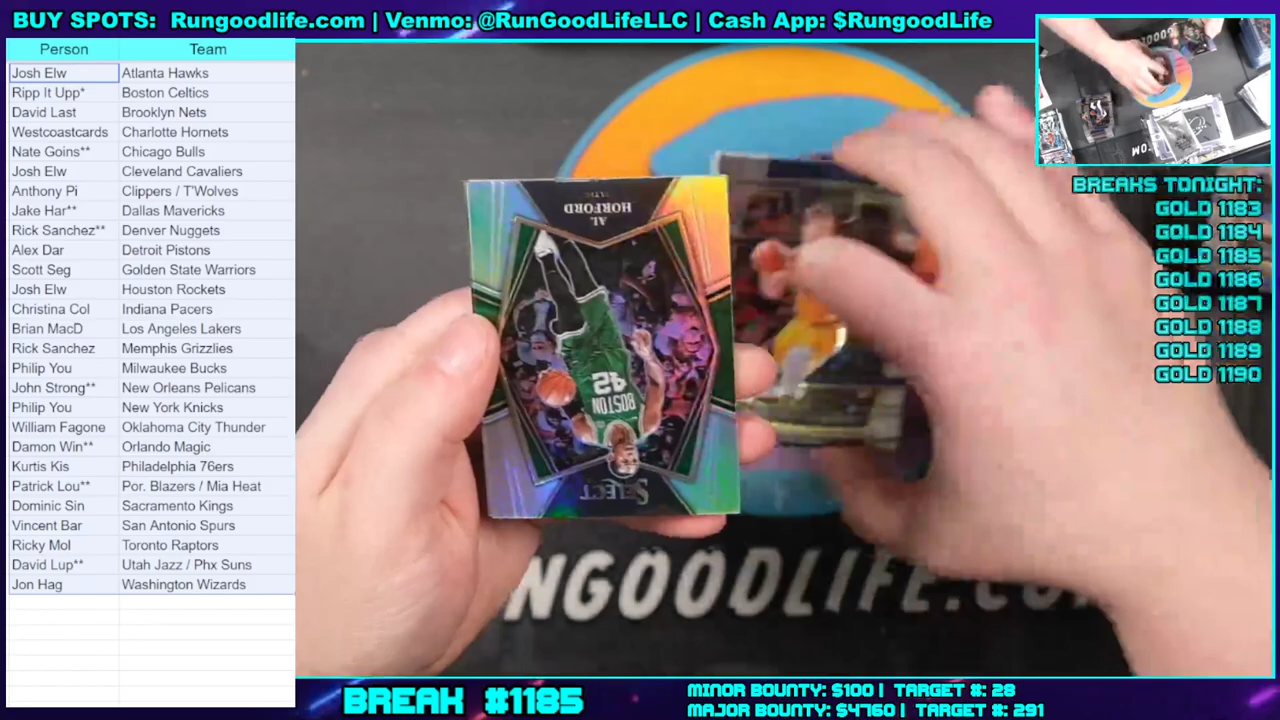 BUY SPOTS: Rungoodlife.com | Venmo: @RunGoodLifeLLC | Cash App: $RungoodLife
Person Team
Josh Elw Atlanta Hawks
Ripp It Upp* Boston Celtics
David Last Brooklyn Nets
Westcoastcards Charlotte Hornets
Nate Goins** Chicago Bulls
Josh Elw Cleveland Cavaliers
Anthony Pi Clippers / T'Wolves
Jake Har** Dallas Mavericks
Rick Sanchez** Denver Nuggets
Alex Dar Detroit Pistons
Scott Seg Golden State Warriors
Josh Elw Houston Rockets
Christina Col Indiana Pacers
Brian MacD Los Angeles Lakers
Rick Sanchez Memphis Grizzlies
Philip You Milwaukee Bucks
John Strong** New Orleans Pelicans
Philip You New York Knicks
William Fagone Oklahoma City Thunder
Damon Win** Orlando Magic
Kurtis Kis Philadelphia 76ers
Patrick Lou** Por. Blazers / Mia Heat
Dominic Sin Sacramento Kings
Vincent Bar San Antonio Spurs
Ricky Mol Toronto Raptors
David Lup** Utah Jazz / Phx Suns
Jon Hag Washington Wizards
AL
HORFORD
BOSTON
42
SELECT
NGOODLIFE.CO
BREAKS TONIGHT:
GOLD 1183
GOLD 1184
GOLD 1185
GOLD 1186
GOLD 1187
GOLD 1188
GOLD 1189
GOLD 1190
BREAK #1185
MINOR BOUNTY: $100 | TARGET #: 28
MAJOR BOUNTY: $4760 | TARGET #: 291